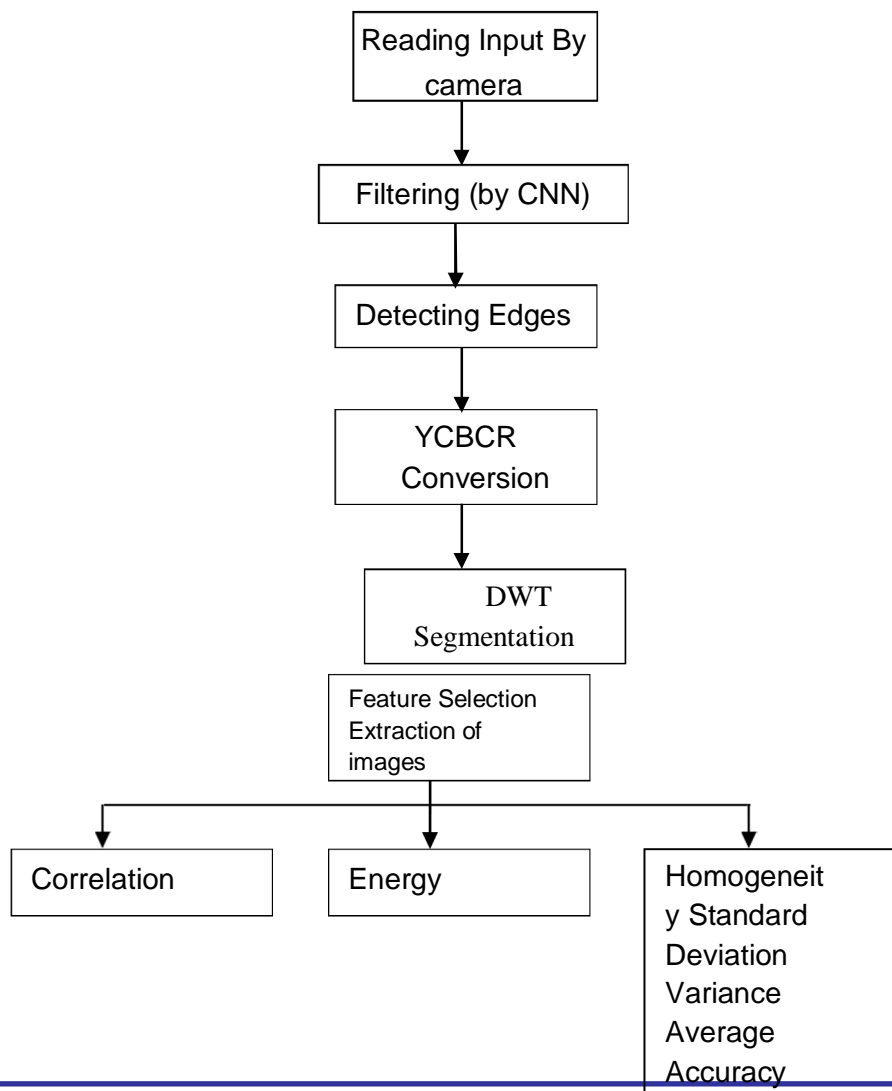 Reading Input By
camera
Filtering (by CNN)
Detecting Edges
YCBCR
Conversion
DWT
Segmentation
Feature Selection
Extraction of
images
Correlation
Energy
Homogeneit
y Standard
Deviation
Variance
Average
Accuracy